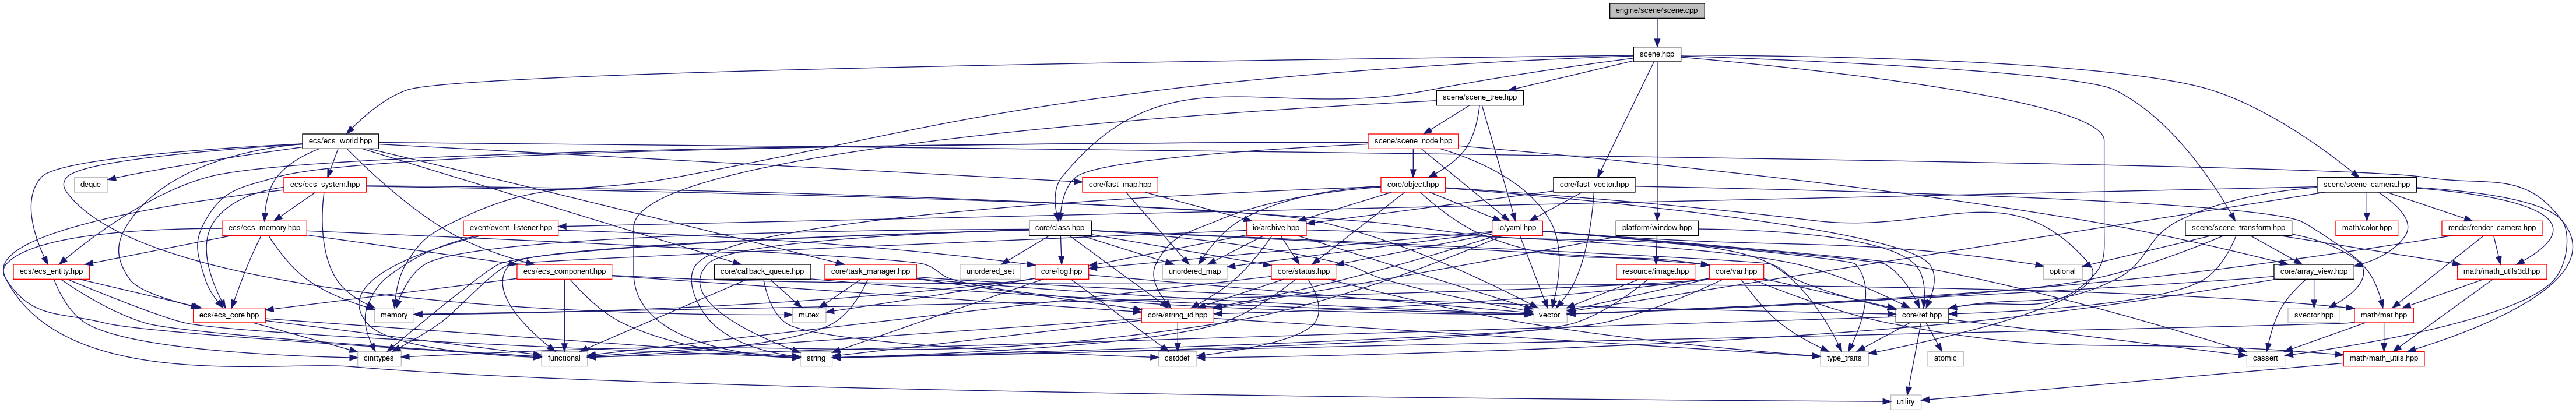 engine/scene/scene.cpp
scene.hpp
scene/scene_tree.hpp
ecs/ecs_world.hpp
scene/scene_node.hpp
deque
ecs/ecs_system.hpp
core/fast_map.hpp
core/object.hpp
core/fast_vector.hpp
scene/scene_camera.hpp
ecs/ecs_memory.hpp
event/event_listener.hpp
core/class.hpp
io/archive.hpp
io/yaml.hpp
platform/window.hpp
scene/scene_transform.hpp
math/color.hpp
render/render_camera.hpp
ecs/ecs_entity.hpp
ecs/ecs_component.hpp
core/callback_queue.hpp
core/task_manager.hpp
unordered_set
core/log.hpp
unordered_map
core/status.hpp
core/var.hpp
resource/image.hpp
optional
core/array_view.hpp
math/math_utils3d.hpp
ecs/ecs_core.hpp
memory
mutex
core/string_id.hpp
vector
core/ref.hpp
svector.hpp
math/mat.hpp
cinttypes
functional
string
cstddef
type_traits
atomic
cassert
math/math_utils.hpp
utility